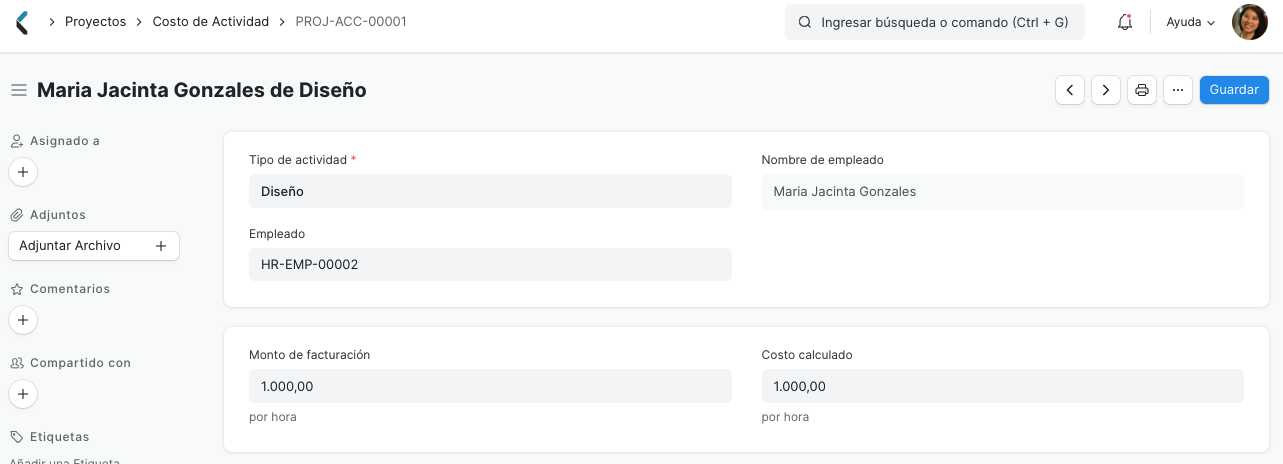 Proyectos > Costo de Actividad > PROJ-ACC-00001
Ingresar búsqueda o comando (Ctrl + G)
Ayuda
Maria Jacinta Gonzales de Diseño
Guardar
Asignado a
Adjuntos
Adjuntar Archivo
Comentarios
Compartido con
Etiquetas
Añadir una Etiqueta
Tipo de actividad *
Diseño
Nombre de empleado
Maria Jacinta Gonzales
Empleado
HR-EMP-00002
Monto de facturación
1.000,00
por hora
Costo calculado
1.000,00
por hora